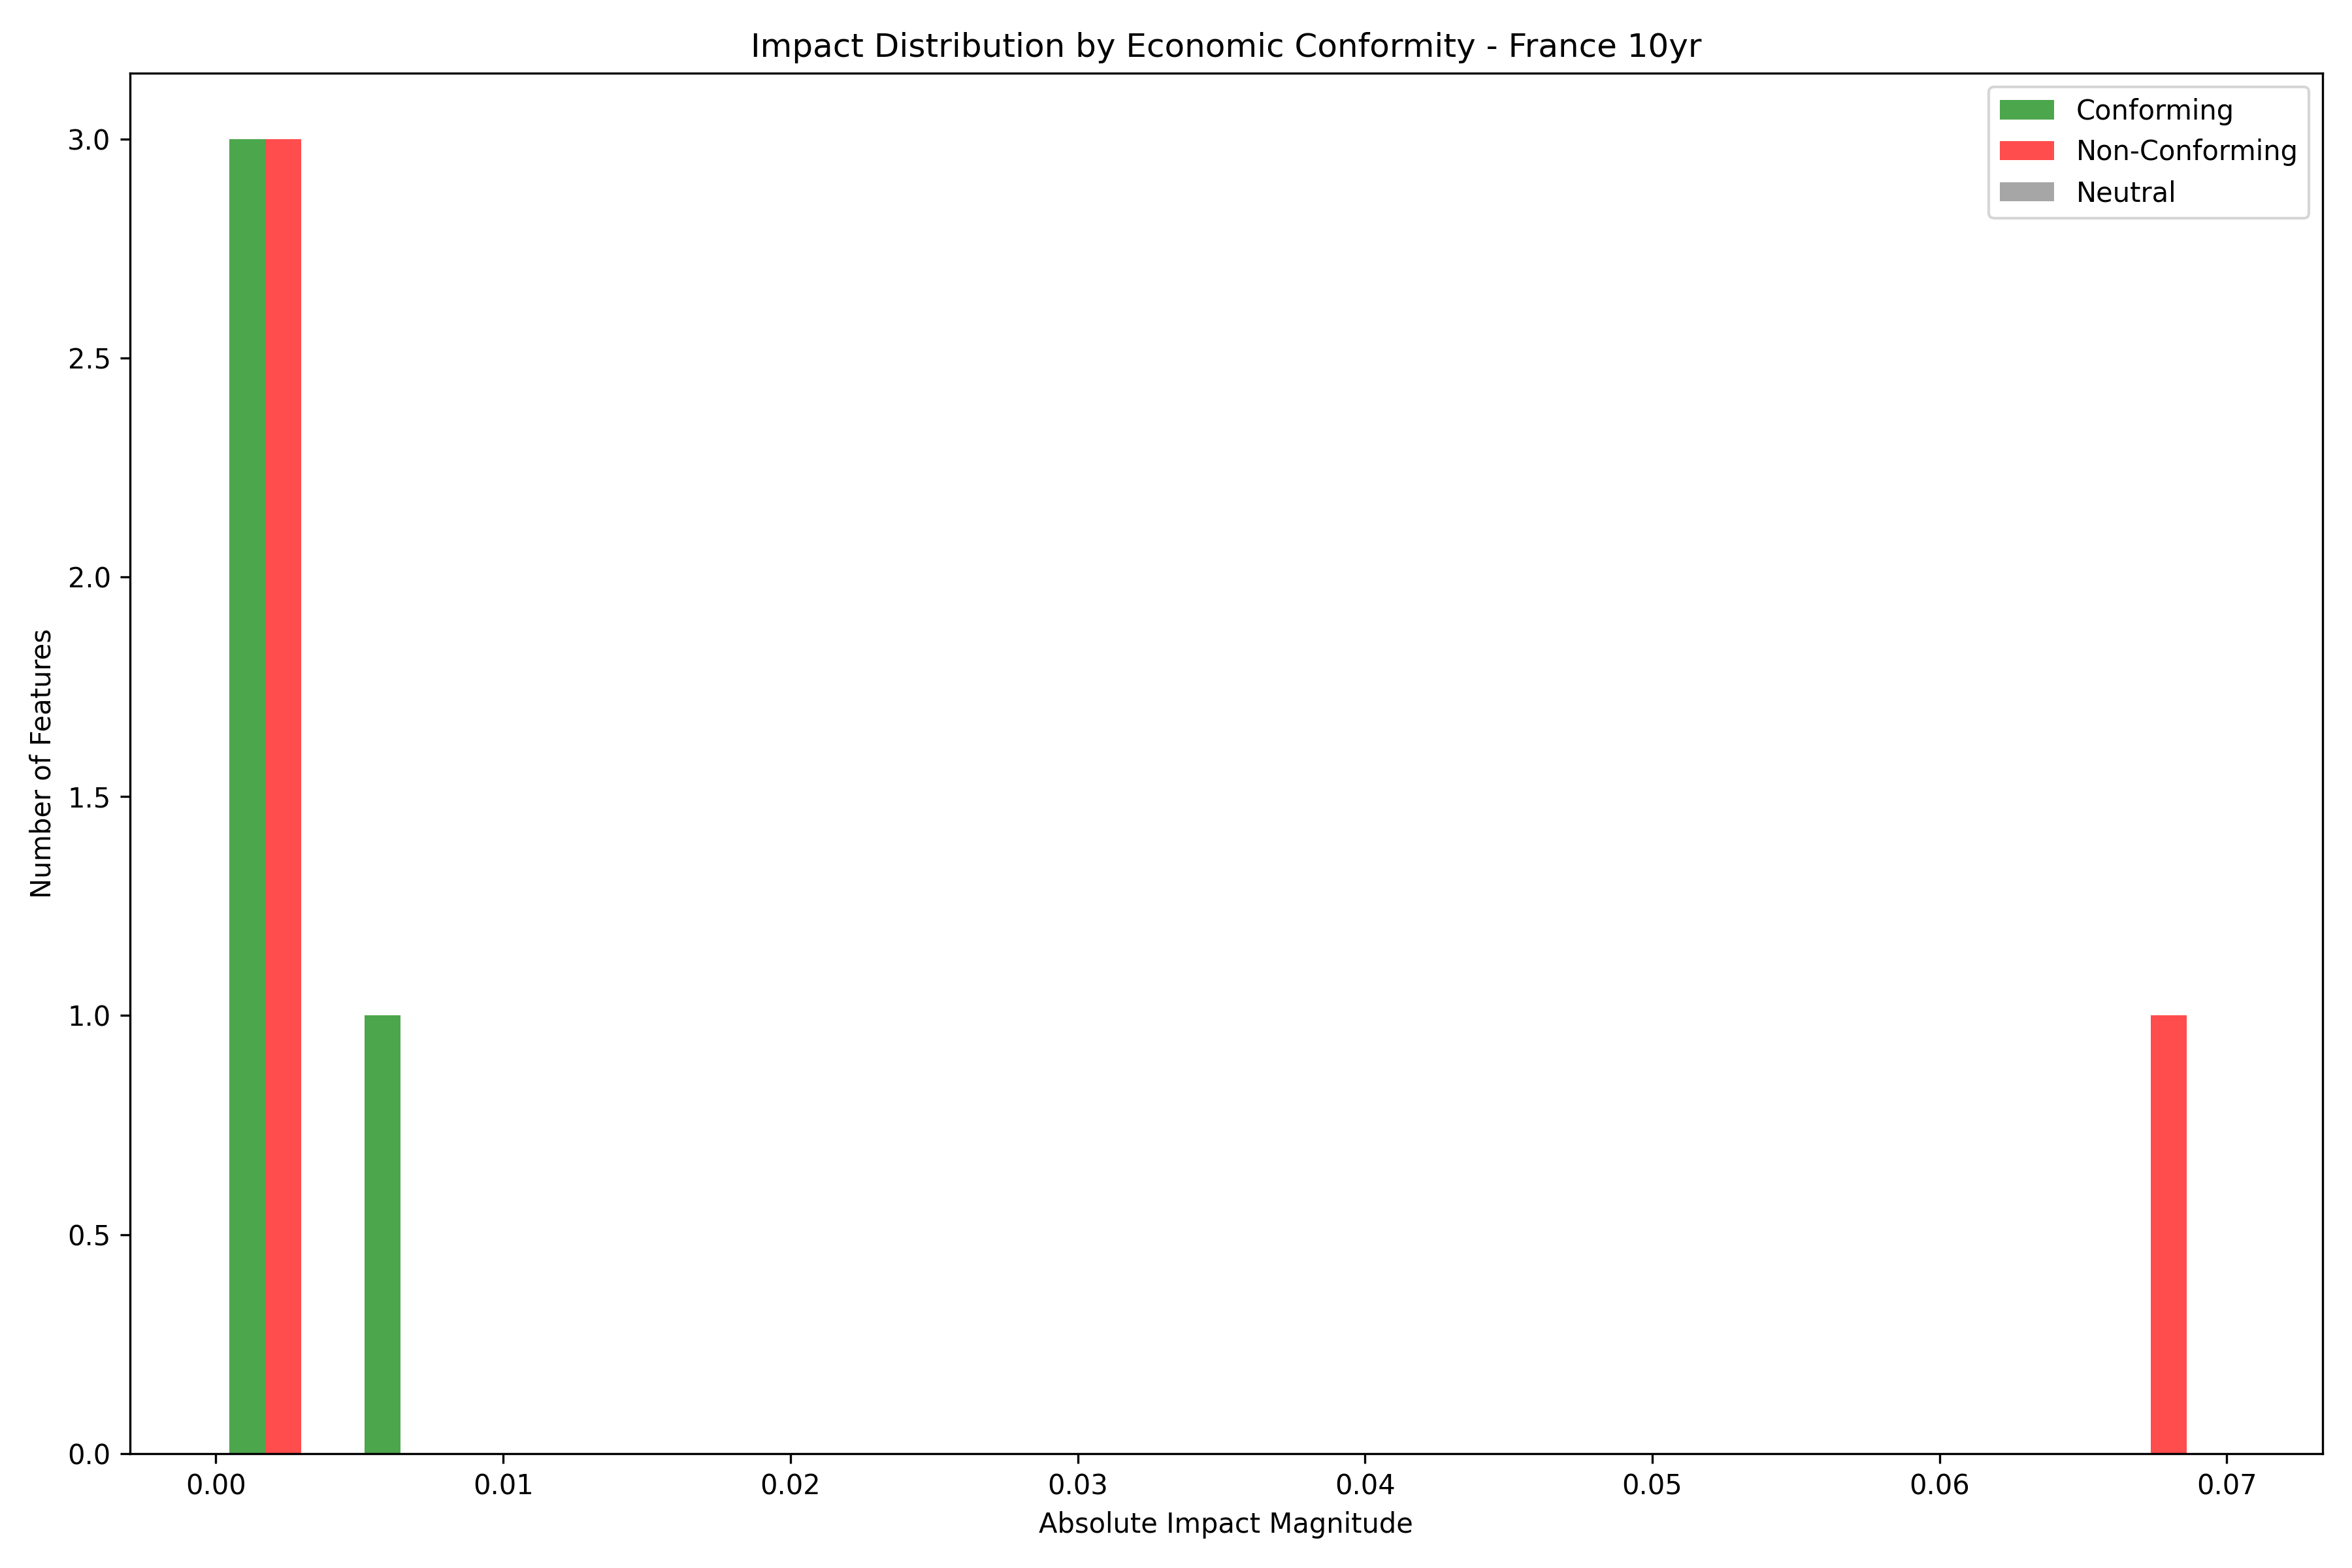 Impact Distribution by Economic Conformity - France 10yr
Conforming
Non-Conforming
Neutral
Number of Features
3.0
2.5
2.0
1.5
1.0
0.5
0.0
0.00 0.01 0.02 0.03 0.04 0.05 0.06 0.07
Absolute Impact Magnitude